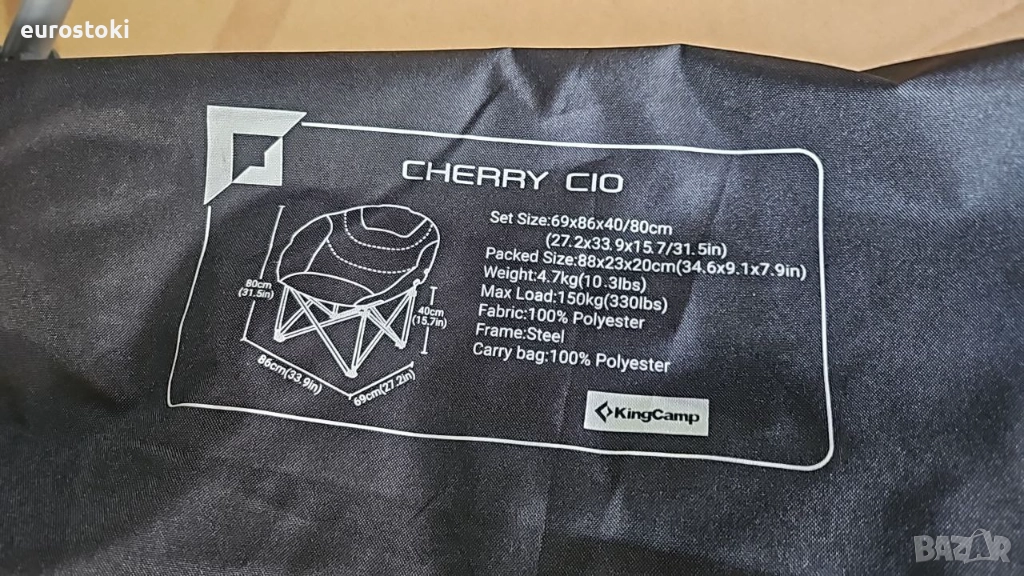 eurostoki
CHERRY C10
Set Size:69x86x40/80cm
(27.2x33.9x15.7/31.5in)
Packed Size:88x23x20cm(34.6x9.1x7.9in)
Weight:4.7kg(10.3lbs)
Max Load:150kg(330lbs)
Fabric:100% Polyester
Frame:Steel
Carry bag:100% Polyester
80cm
(31.5in)
40cm
(15.7in)
86cm(33.9in)
69cm(27.2in)
KingCamp
BAZAR